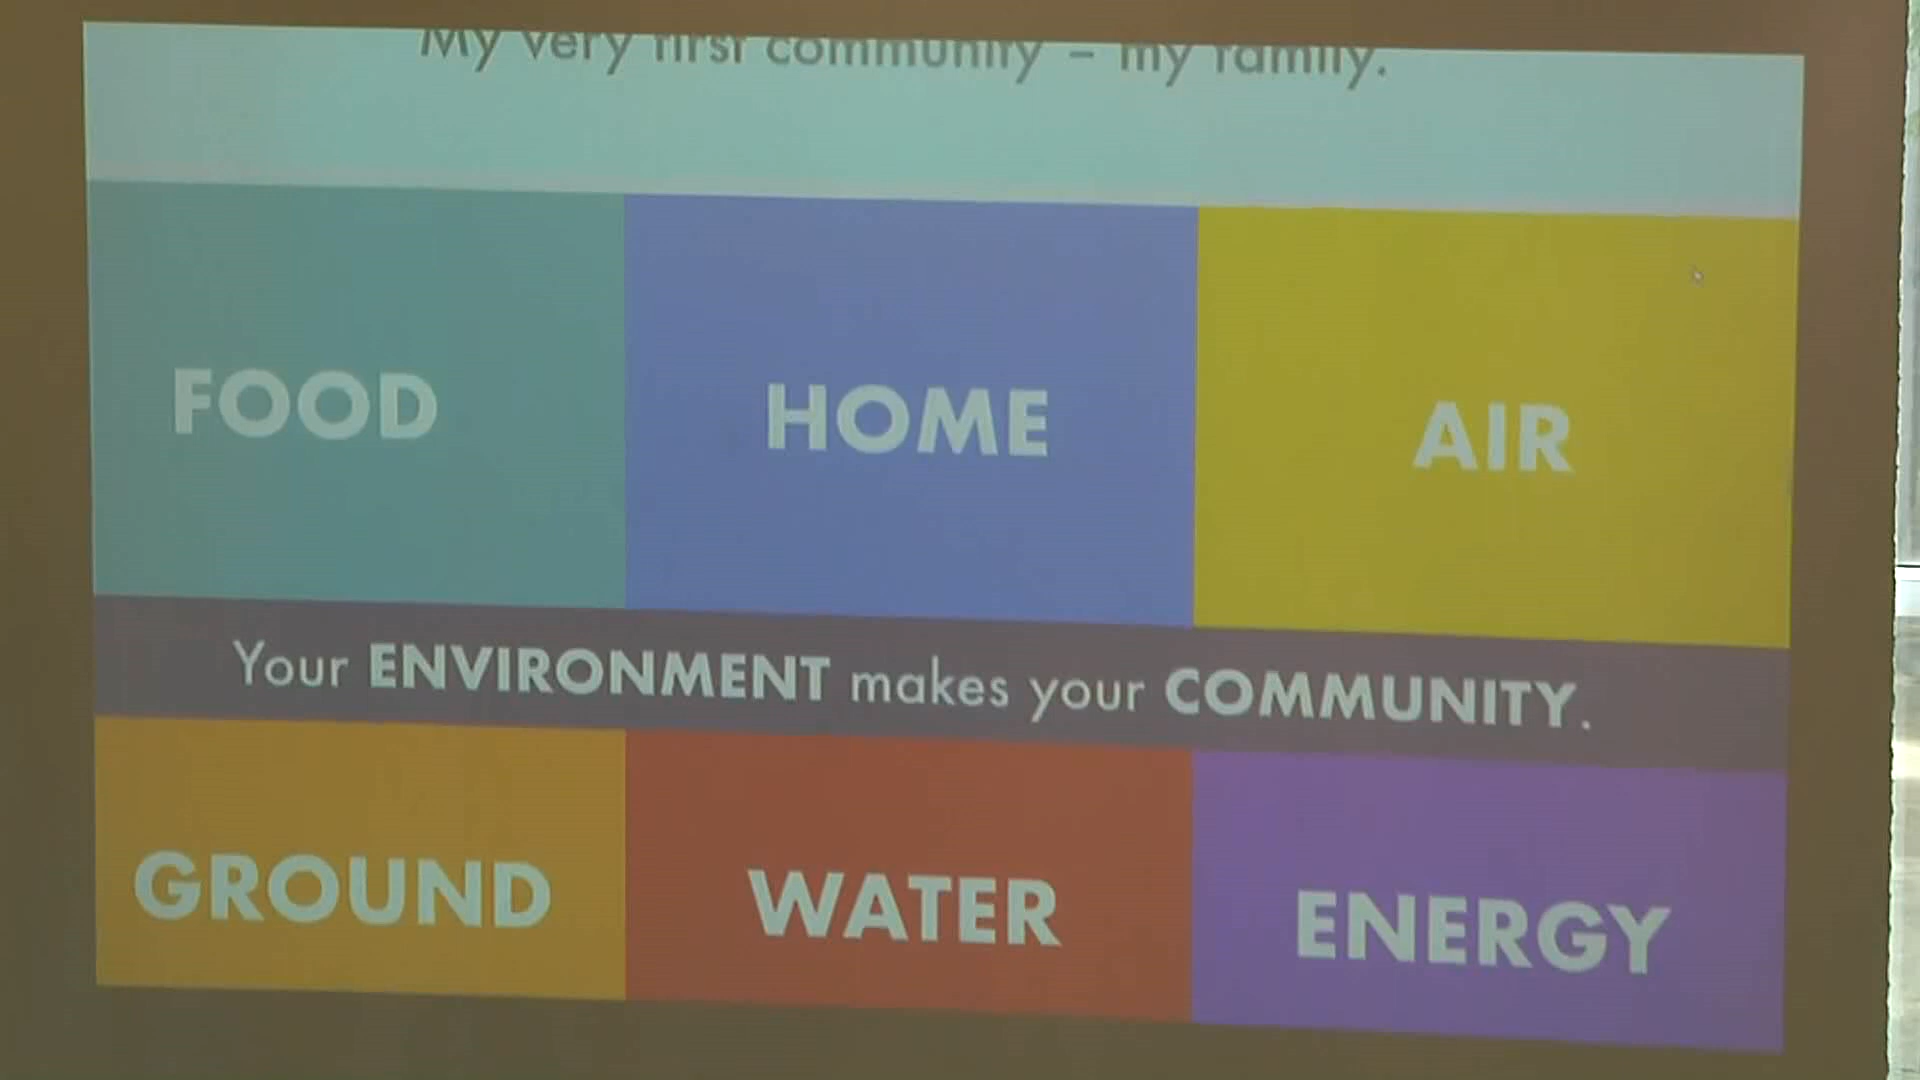 My very first community – my family.
FOOD
HOME
AIR
Your ENVIRONMENT makes your COMMUNITY.
GROUND
WATER
ENERGY